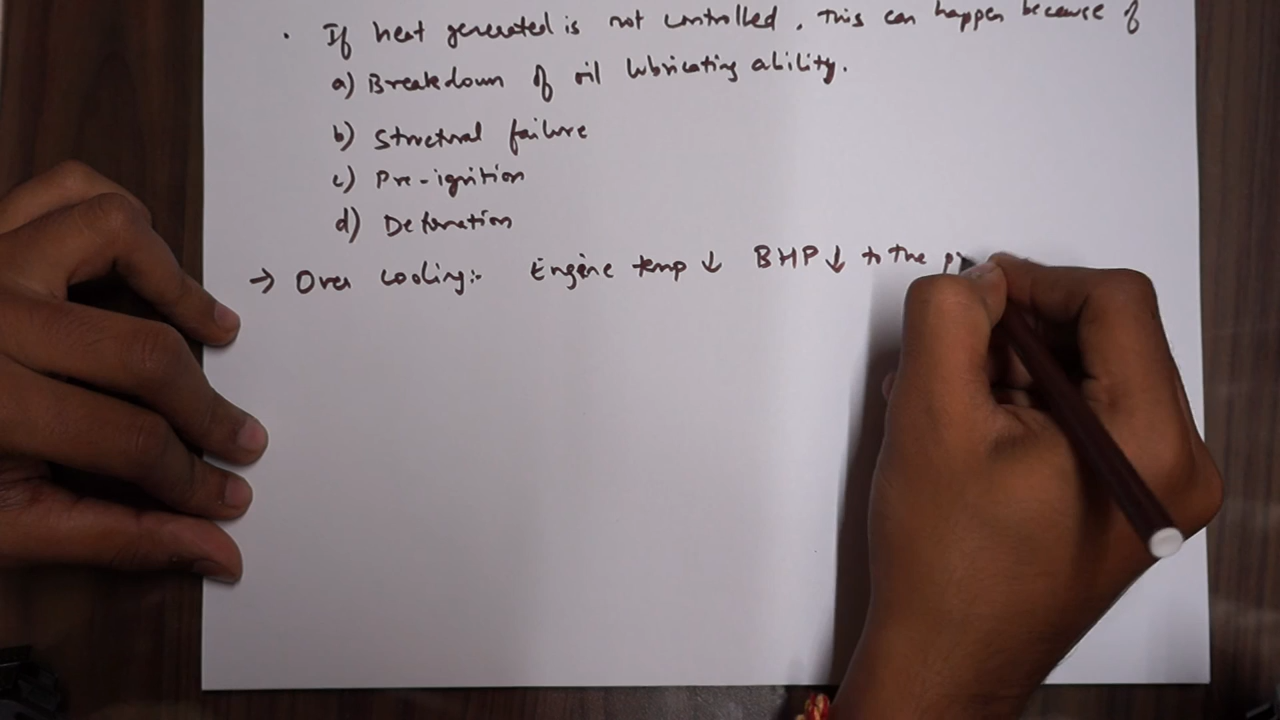 . If heat generated is not controlled, this can happen because of
a) Breakdown of oil lubricating ability.
b) Structural failure
c) Pre-ignition
d) Detonation
→ Over cooling:- Engine temp ↓ BHP ↓ to the